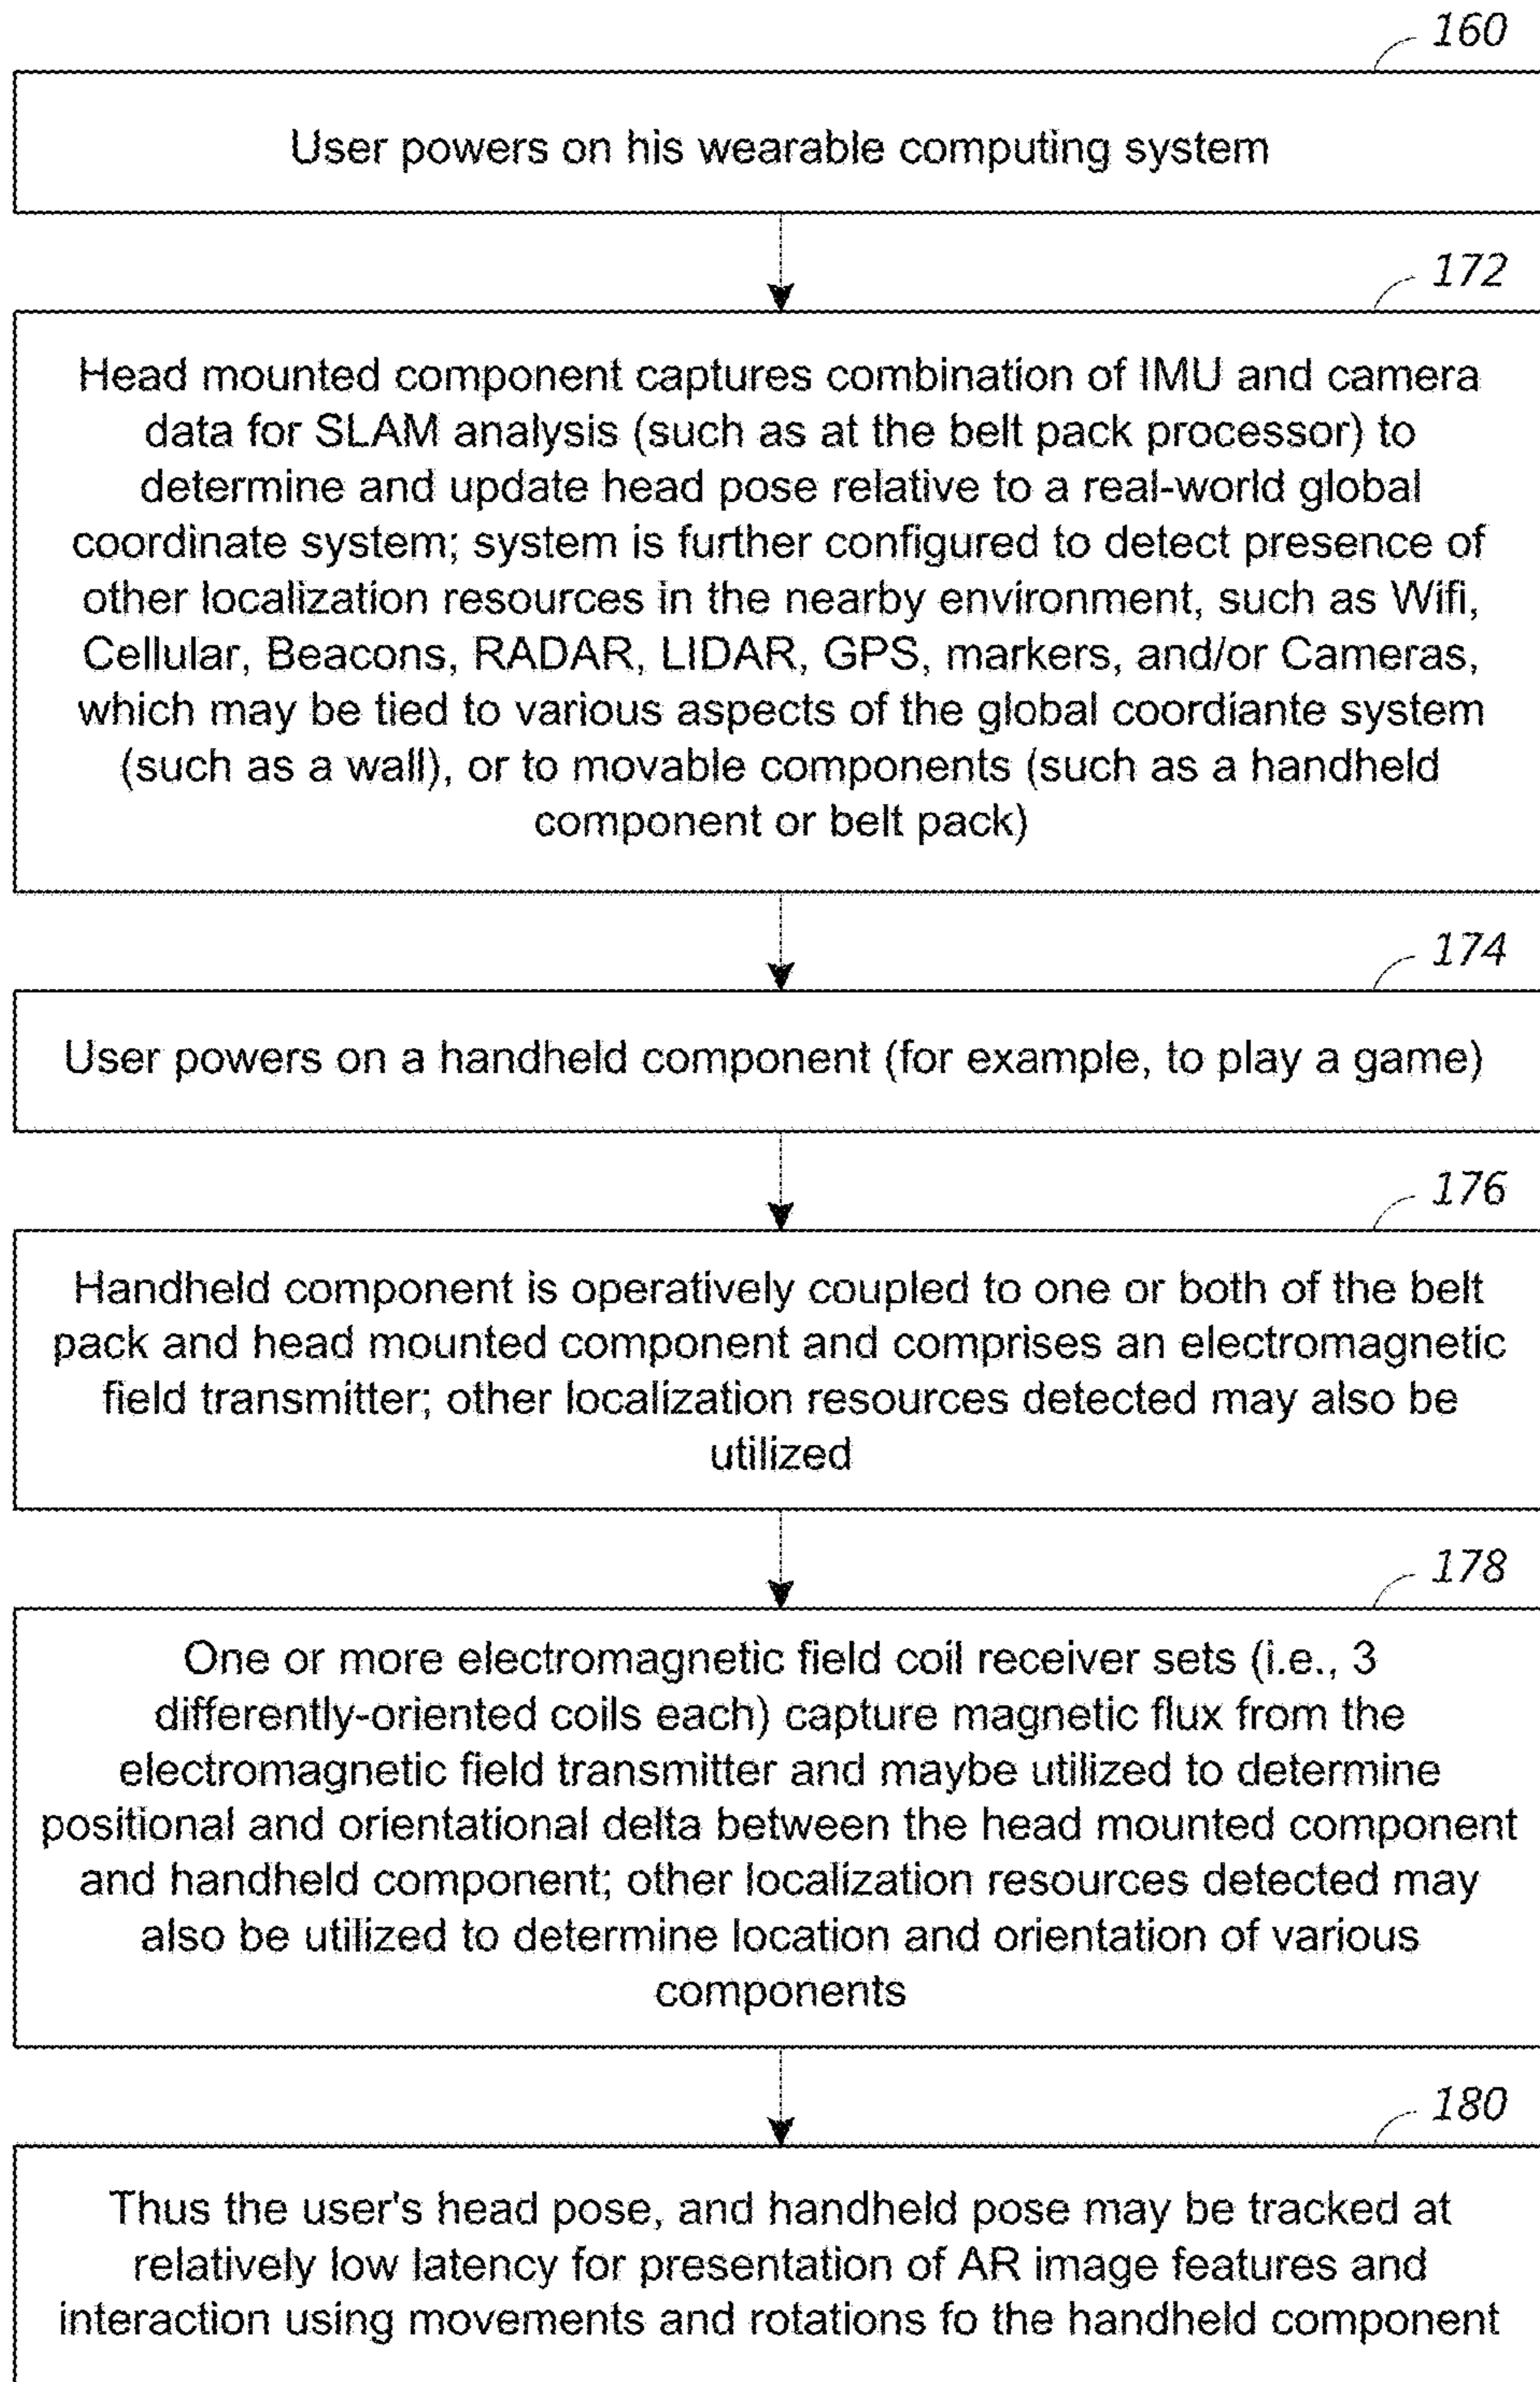 160
User powers on his wearable computing system
172
Head mounted component captures combination of IMU and camera
data for SLAM analysis (such as at the belt pack processor) to
determine and update head pose relative to a real-world global
coordinate system; system is further configured to detect presence of
other localization resources in the nearby environment, such as Wifi,
Cellular, Beacons, RADAR, LIDAR, GPS, markers, and/or Cameras,
which may be tied to various aspects of the global coordiante system
(such as a wall), or to movable components (such as a handheld
component or belt pack)
174
User powers on a handheld component (for example, to play a game)
176
Handheld component is operatively coupled to one or both of the belt
pack and head mounted component and comprises an electromagnetic
field transmitter; other localization resources detected may also be
utilized
178
One or more electromagnetic field coil receiver sets (i.e., 3
differently-oriented coils each) capture magnetic flux from the
electromagnetic field transmitter and maybe utilized to determine
positional and orientational delta between the head mounted component
and handheld component; other localization resources detected may
also be utilized to determine location and orientation of various
components
180
Thus the user's head pose, and handheld pose may be tracked at
relatively low latency for presentation of AR image features and
interaction using movements and rotations fo the handheld component